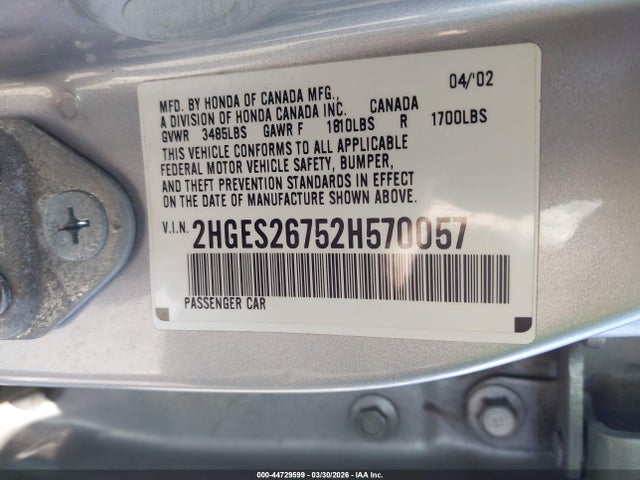 04/'02
MFD. BY HONDA OF CANADA MFG.,
A DIVISION OF HONDA CANADA INC. CANADA
GVWR 3485LBS GAWR F 1810LBS R 1700LBS
THIS VEHICLE CONFORMS TO ALL APPLICABLE
FEDERAL MOTOR VEHICLE SAFETY, BUMPER,
AND THEFT PREVENTION STANDARDS IN EFFECT
ON THE DATE OF MANUFACTURE SHOWN ABOVE.
V.I.N. 2HGES26752H570057
PASSENGER CAR
000-44729599 | 03/30/2026 | IAA Inc.